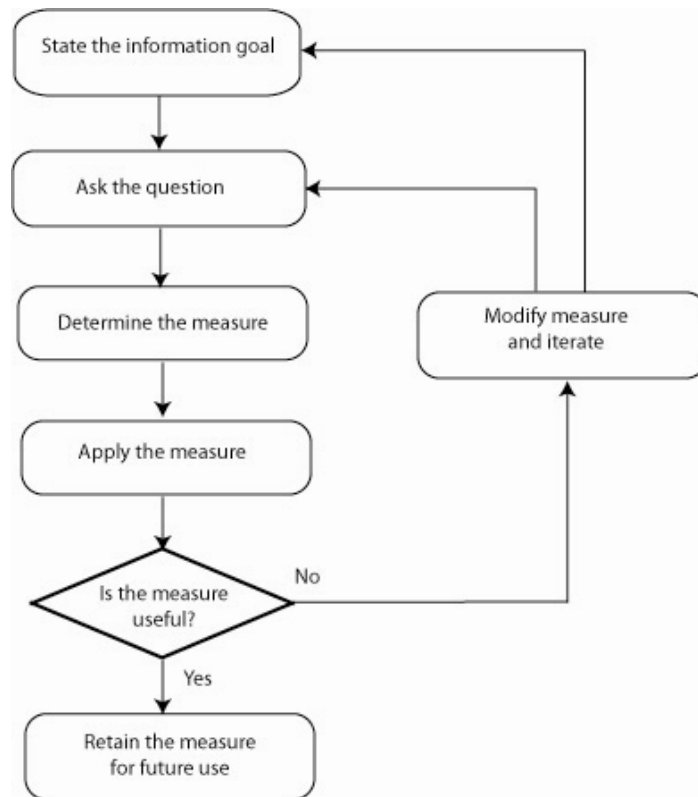 State the information goal
Ask the question
Determine the measure
Modify measure
and iterate
Apply the measure
Is the measure
useful?
No
Yes
Retain the measure
for future use